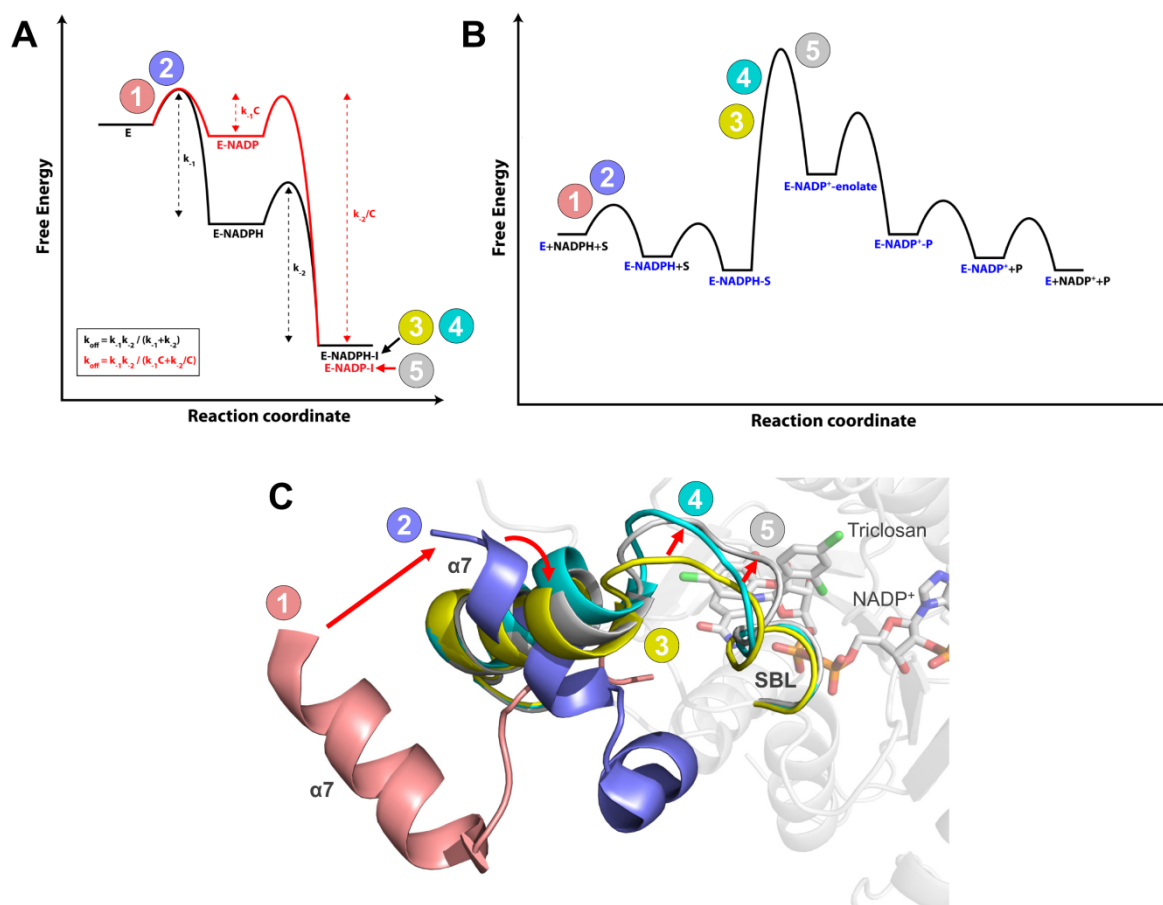 A
Free Energy
1
2
E
k-1
k-1C
E-NADP
E-NADPH
k-2
k-2/C
koff = k-1k-2 / (k-1+k-2)
koff = k-1k-2 / (k-1C+k-2/C)
3
4
E-NADPH-I
E-NADP-I
5
Reaction coordinate
B
Free Energy
1
2
3
4
5
E+NADPH+S
E-NADPH+S
E-NADPH-S
E-NADP+-enolate
E-NADP+-P
E-NADP++P
E+NADP++P
Reaction coordinate
C
1
2
α7
α7
3
4
5
Triclosan
NADP+
SBL